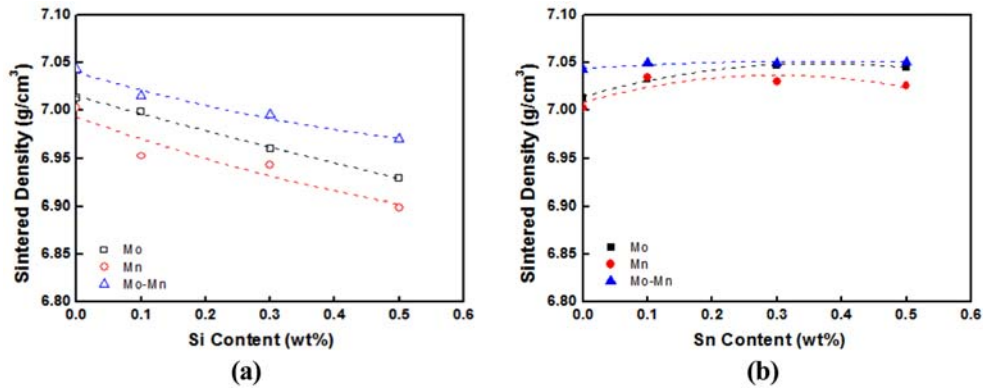 7.10
7.05
7.00
6.95
6.90
6.85
6.80
Sintered Density (g/cm³)
Mo
Mn
Mo-Mn
0.0 0.1 0.2 0.3 0.4 0.5 0.6
Si Content (wt%)
(a)
7.10
7.05
7.00
6.95
6.90
6.85
6.80
Sintered Density (g/cm³)
Mo
Mn
Mo-Mn
0.0 0.1 0.2 0.3 0.4 0.5 0.6
Sn Content (wt%)
(b)